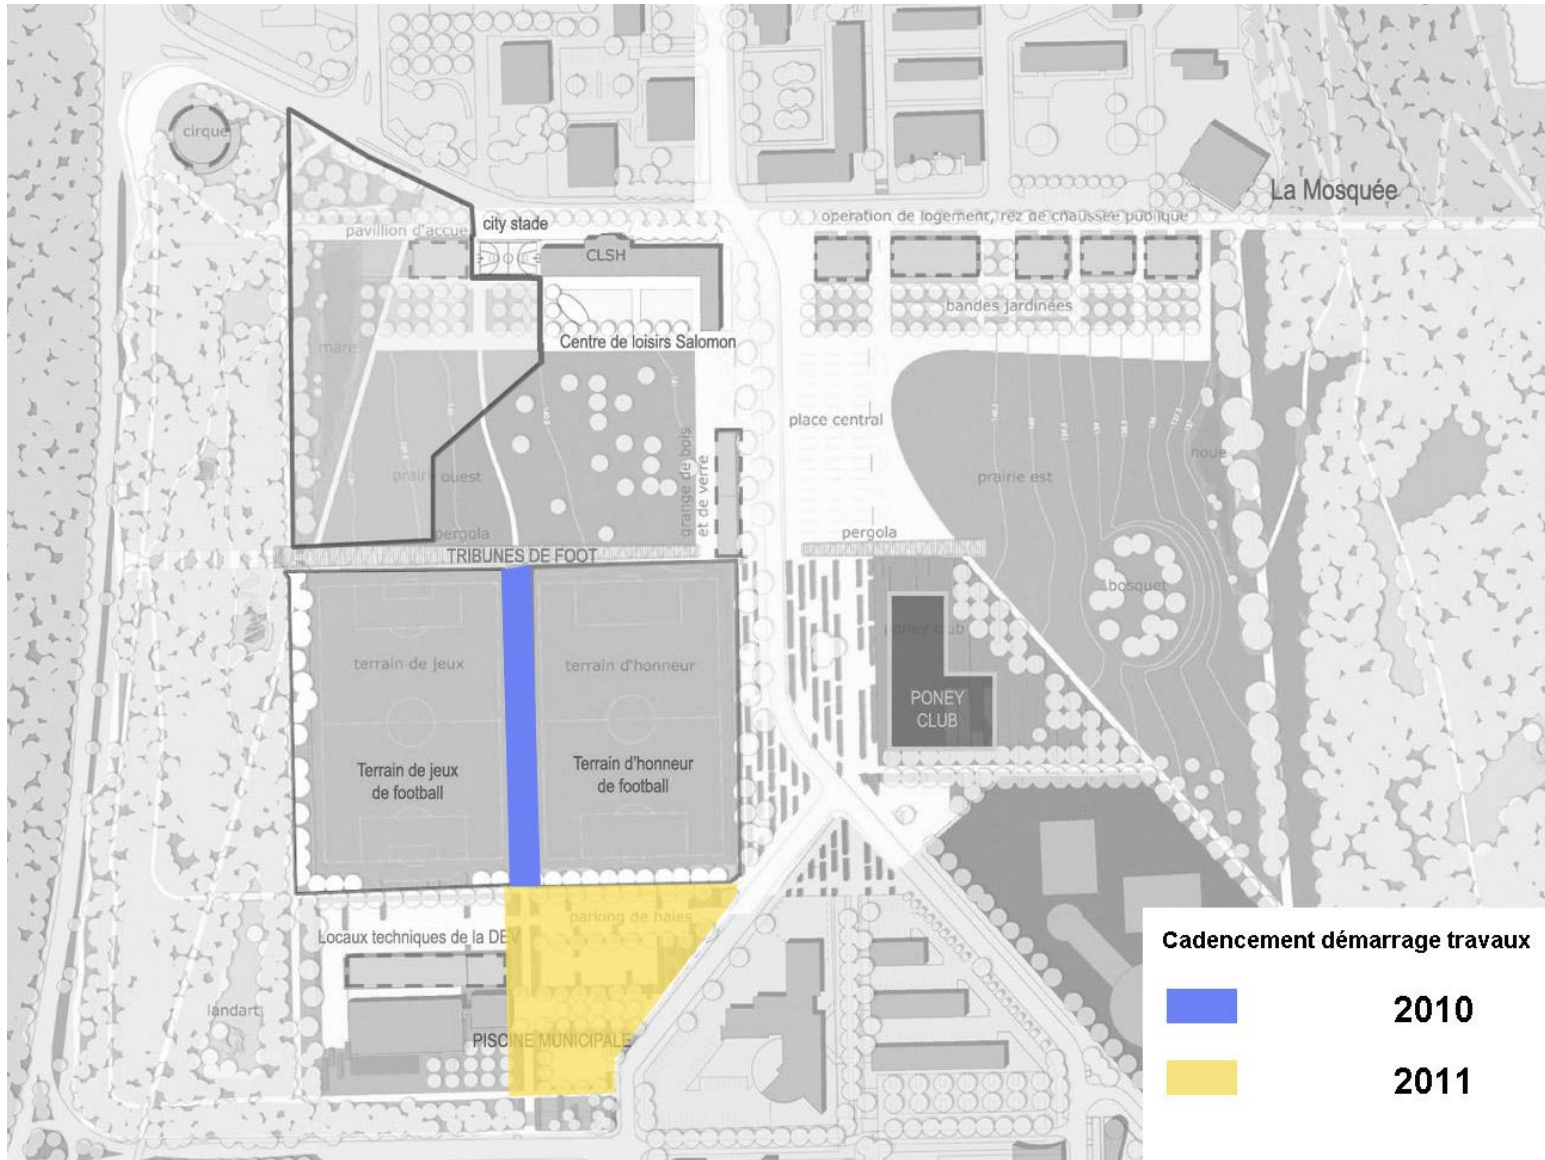 cirque
La Mosquée
city stade
pavillion d'accue
operation de logement, rez de chaussée publique
CLSH
bandes jardinées
Centre de loisirs Salomon
mare
place central
grange de bois
et de verre
prairie ouest
prairie est
noue
pergola
pergola
TRIBUNES DE FOOT
bosquet
poney club
terrain de jeux
terrain d'honneur
PONEY
CLUB
Terrain de jeux
de football
Terrain d'honneur
de football
parking de haies
Locaux techniques de la DEV
landart
PISCINE MUNICIPALE
Cadencement démarrage travaux
2010
2011